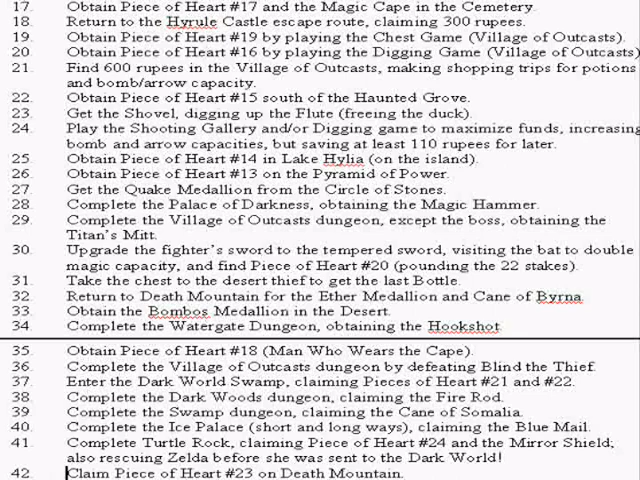 17. Obtain Piece of Heart #17 and the Magic Cape in the Cemetery.
18. Return to the Hyrule Castle escape route, claiming 300 rupees.
19. Obtain Piece of Heart #19 by playing the Chest Game (Village of Outcasts).
20. Obtain Piece of Heart #16 by playing the Digging Game (Village of Outcasts)
21. Find 600 rupees in the Village of Outcasts, making shopping trips for potions
and bomb/arrow capacity.
22. Obtain Piece of Heart #15 south of the Haunted Grove.
23. Get the Shovel, digging up the Flute (freeing the duck).
24. Play the Shooting Gallery and/or Digging game to maximize funds, increasing
bomb and arrow capacities, but saving at least 110 rupees for later.
25. Obtain Piece of Heart #14 in Lake Hylia (on the island).
26. Obtain Piece of Heart #13 on the Pyramid of Power.
27. Get the Quake Medallion from the Circle of Stones.
28. Complete the Palace of Darkness, obtaining the Magic Hammer.
29. Complete the Village of Outcasts dungeon, except the boss, obtaining the
Titan's Mitt.
30. Upgrade the fighter's sword to the tempered sword, visiting the bat to double
magic capacity, and find Piece of Heart #20 (pounding the 22 stakes).
31. Take the chest to the desert thief to get the last Bottle.
32. Return to Death Mountain for the Ether Medallion and Cane of Byrna.
33. Obtain the Bombos Medallion in the Desert.
34. Complete the Watergate Dungeon, obtaining the Hookshot.
35. Obtain Piece of Heart #18 (Man Who Wears the Cape).
36. Complete the Village of Outcasts dungeon by defeating Blind the Thief.
37. Enter the Dark World Swamp, claiming Pieces of Heart #21 and #22.
38. Complete the Dark Woods dungeon, claiming the Fire Rod.
39. Complete the Swamp dungeon, claiming the Cane of Somalia.
40. Complete the Ice Palace (short and long ways), claiming the Blue Mail.
41. Complete Turtle Rock, claiming Piece of Heart #24 and the Mirror Shield;
also rescuing Zelda before she was sent to the Dark World!
42. Claim Piece of Heart #23 on Death Mountain.